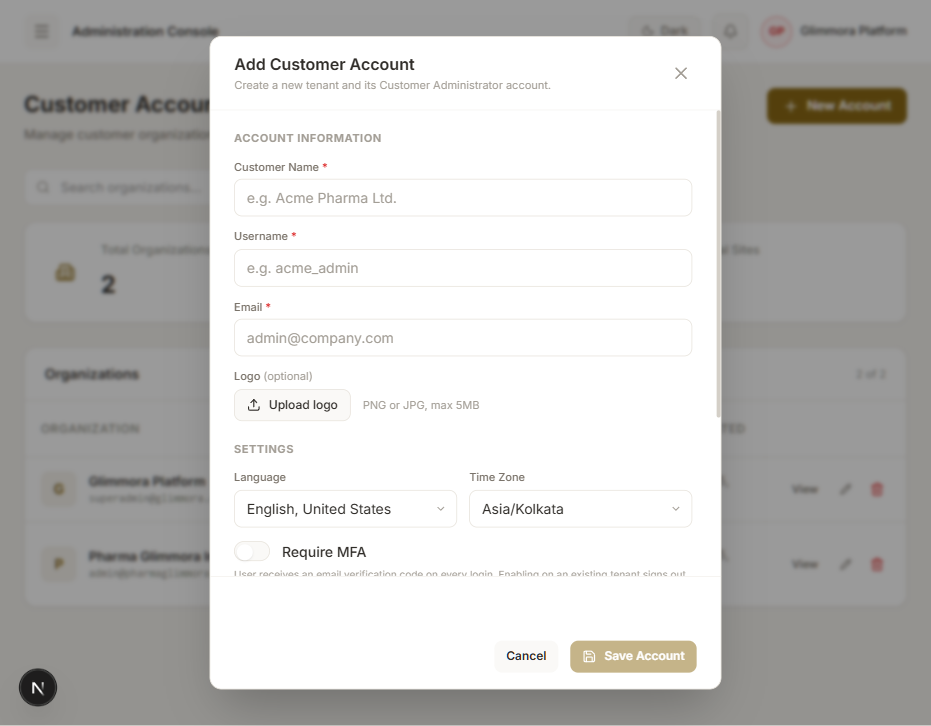 Administration Console
Dark
GP
Glimmora Platform
Add Customer Account
Create a new tenant and its Customer Administrator account.
Customer Accou
Manage customer organization
+ New Account
Search organizations...
ACCOUNT INFORMATION
Customer Name *
e.g. Acme Pharma Ltd.
Username *
e.g. acme_admin
Email *
admin@company.com
Logo (optional)
Upload logo
PNG or JPG, max 5MB
SETTINGS
Language
Time Zone
English, United States
Asia/Kolkata
Require MFA
User receives an email verification code on every login. Enabling on an existing tenant signs out
Cancel
Save Account
Total Organizations
2
Sites
Organizations
2 of 2
ORGANIZATION
TED
G
Glimmora Platform
superadmin@glimmora.
View
P
Pharma Glimmora
admin@pharmaglimmora
View
N